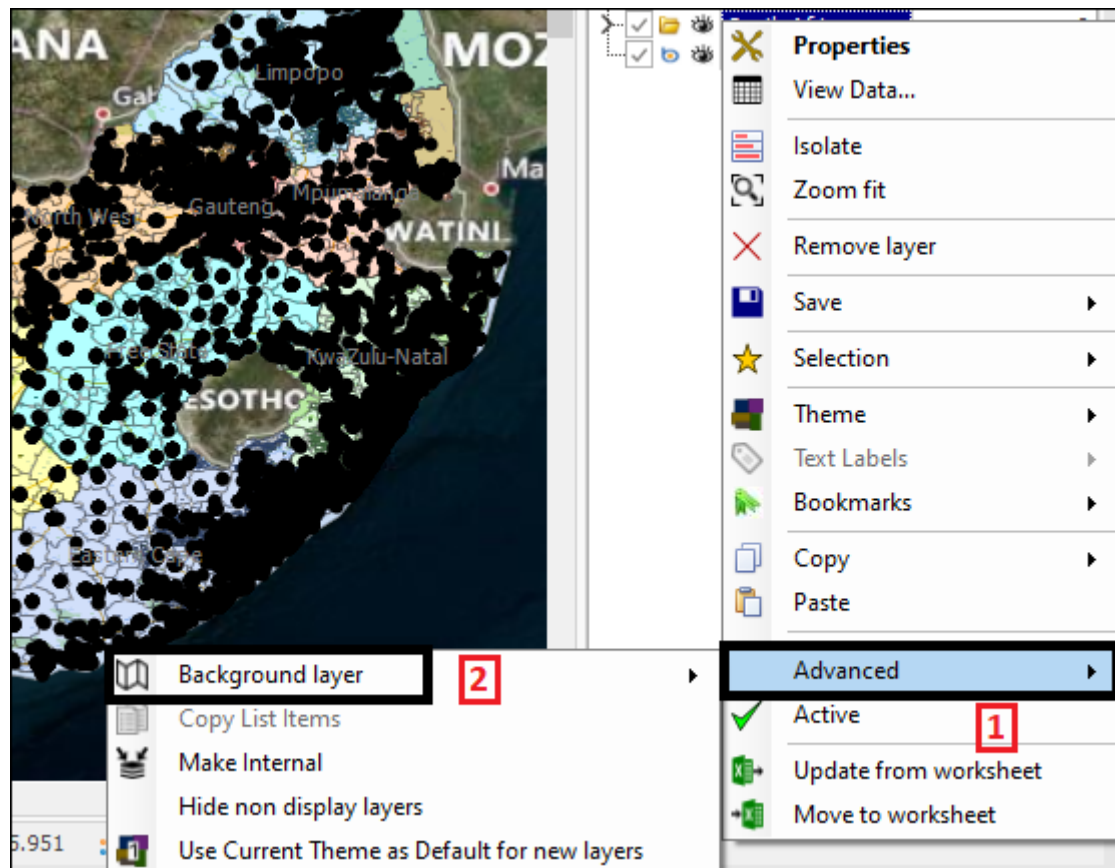 ANA
MOZ
Limpopo
Gab
Ma
North West
Gauteng
Mpumalanga
WATINI
Free State
KwaZulu-Natal
ESOTHO
Eastern Cape
5.951
Properties
View Data...
Isolate
Zoom fit
Remove layer
Save
Selection
Theme
Text Labels
Bookmarks
Copy
Paste
Advanced
1
Active
Update from worksheet
Move to worksheet
Background layer
2
Copy List Items
Make Internal
Hide non display layers
1
Use Current Theme as Default for new layers